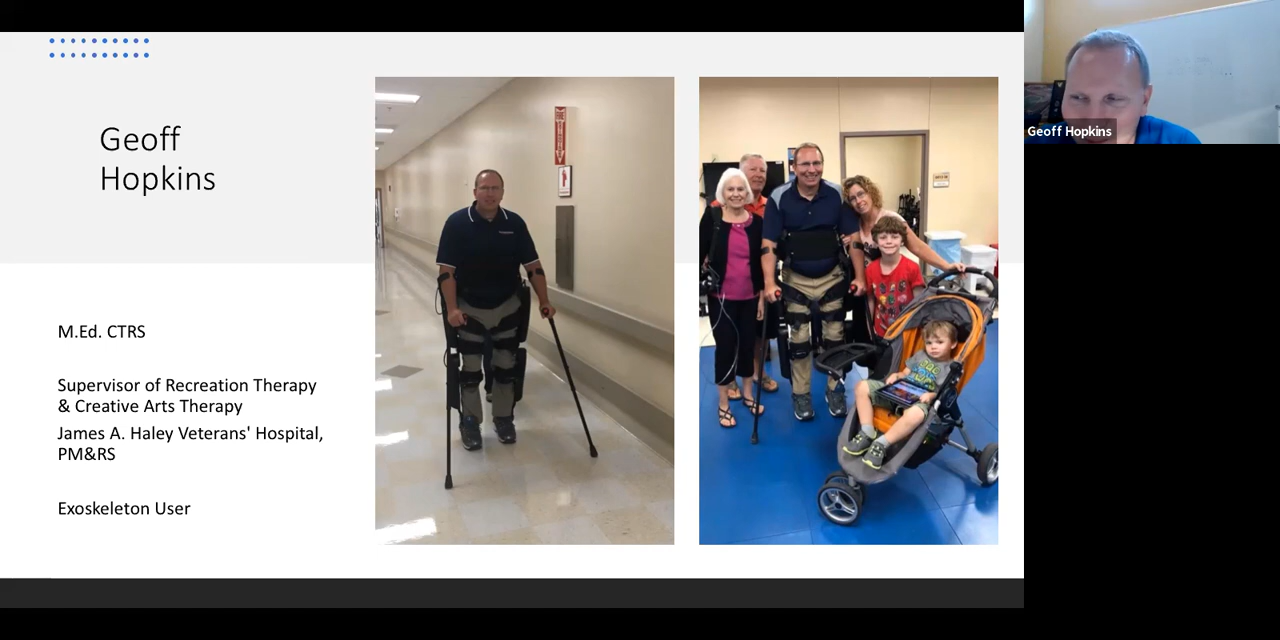 Geoff
Hopkins
M.Ed. CTRS
Supervisor of Recreation Therapy
& Creative Arts Therapy
James A. Haley Veterans' Hospital,
PM&RS
Exoskeleton User
Geoff Hopkins